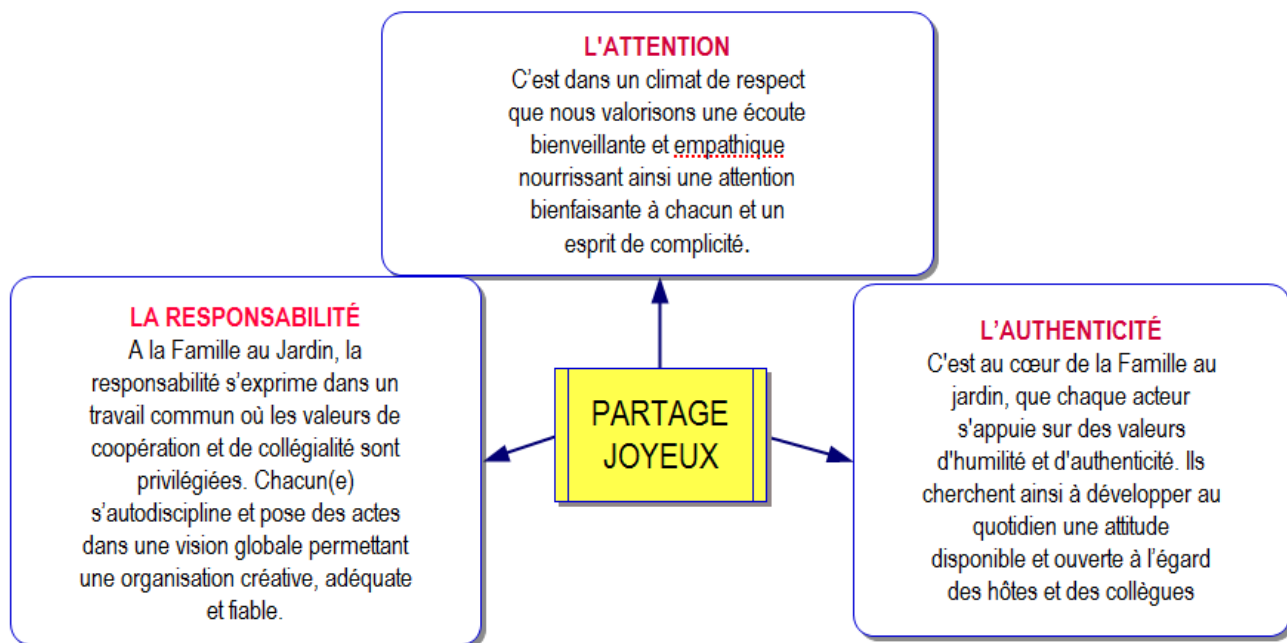 L'ATTENTION
C'est dans un climat de respect
que nous valorisons une écoute
bienveillante et empathique
nourrissant ainsi une attention
bienfaisante à chacun et un
esprit de complicité.
LA RESPONSABILITÉ
A la Famille au Jardin, la
responsabilité s'exprime dans un
travail commun où les valeurs de
coopération et de collégialité sont
privilégiées. Chacun(e)
s'autodiscipline et pose des actes
dans une vision globale permettant
une organisation créative, adéquate
et fiable.
PARTAGE
JOYEUX
L'AUTHENTICITÉ
C'est au cœur de la Famille au
jardin, que chaque acteur
s'appuie sur des valeurs
d'humilité et d'authenticité. Ils
cherchent ainsi à développer au
quotidien une attitude
disponible et ouverte à l'égard
des hôtes et des collègues